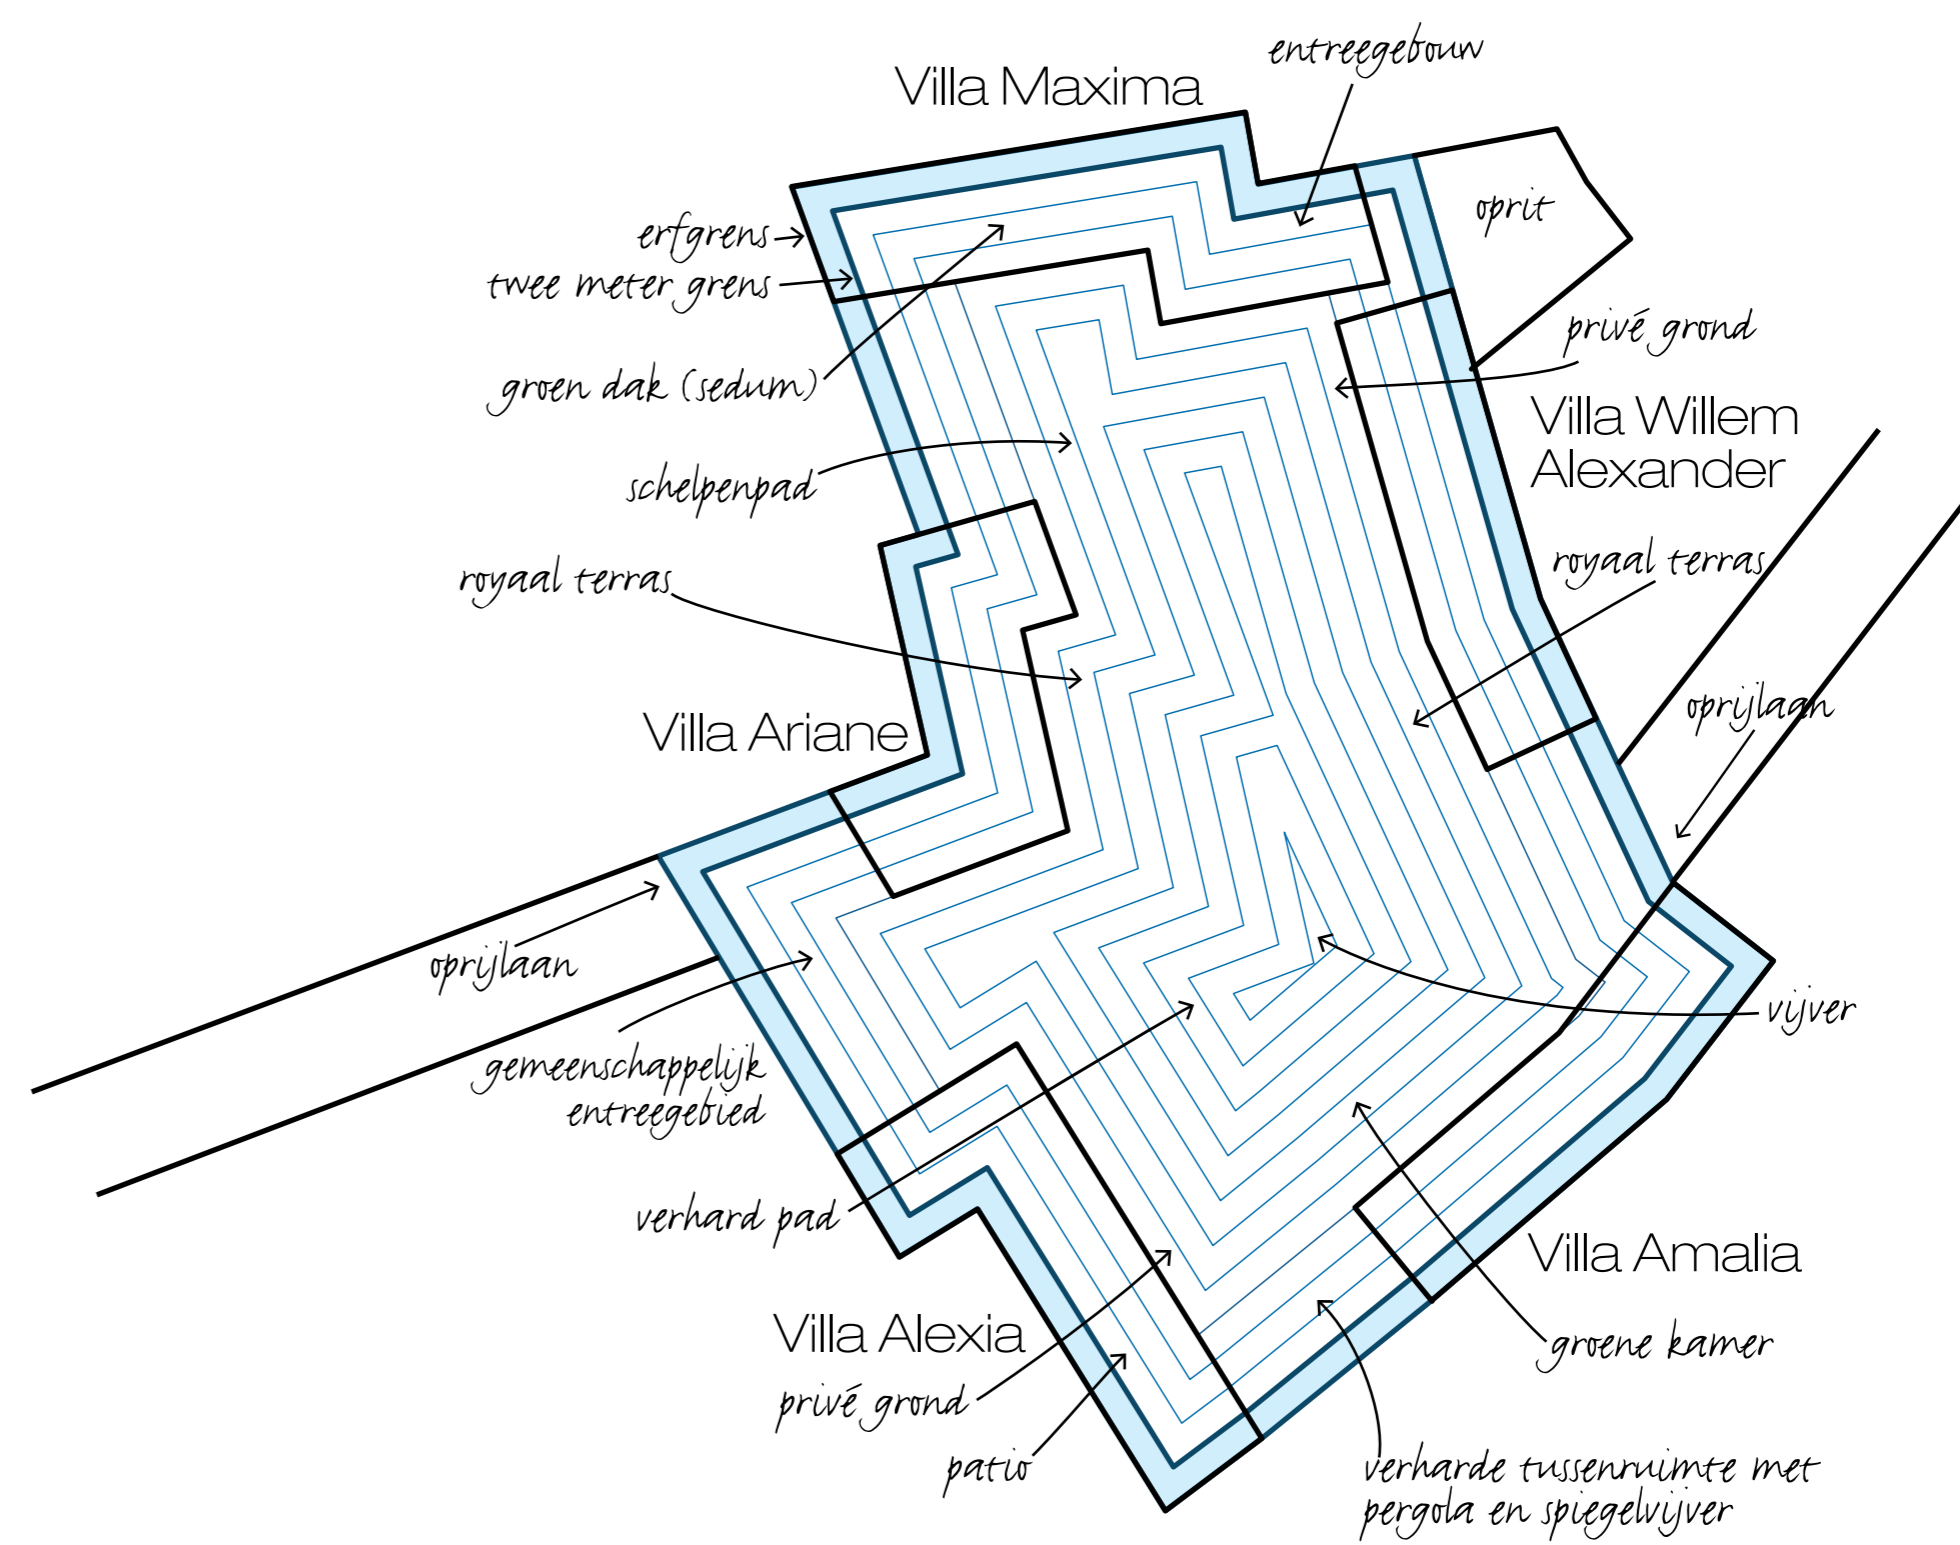 entreegebouw
Villa Maxima
oprit
erfgrens
twee meter grens
privé grond
groen dak (sedum)
Villa Willem
Alexander
schelpenpad
royaal terras
royaal terras
oprijlaan
Villa Ariane
oprijlaan
vijver
gemeenschappelijk
entreegebied
verhard pad
Villa Amalia
Villa Alexia
groene kamer
privé grond
patio
verharde tussenruimte met
pergola en spiegelvijver